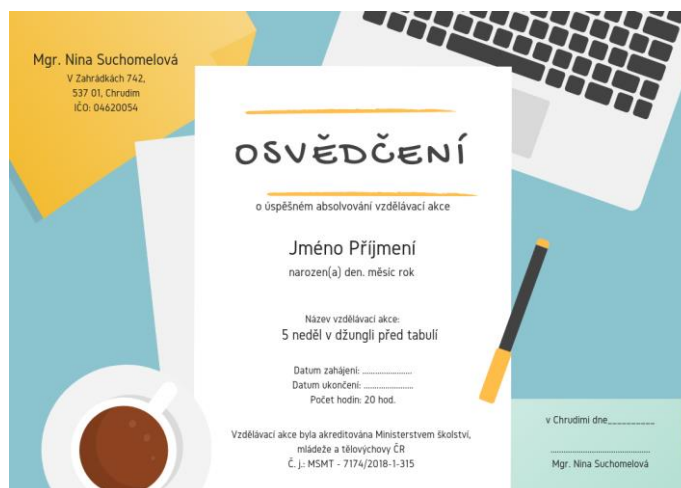 Mgr. Nina Suchomelová
V Zahrádkách 742,
537 01, Chrudim
IČO: 04620054
OSVĚDČENÍ
o úspěšném absolvování vzdělávací akce
Jméno Příjmení
narozen(a) den. měsíc rok
Název vzdělávací akce:
5 neděl v džungli před tabulí
Datum zahájení: ........................
Datum ukončení: ........................
Počet hodin: 20 hod.
Vzdělávací akce byla akreditována Ministerstvem školství,
mládeže a tělovýchovy ČR
Č. j.: MSMT - 7174/2018-1-315
v Chrudimi dne__________
................................................
Mgr. Nina Suchomelová